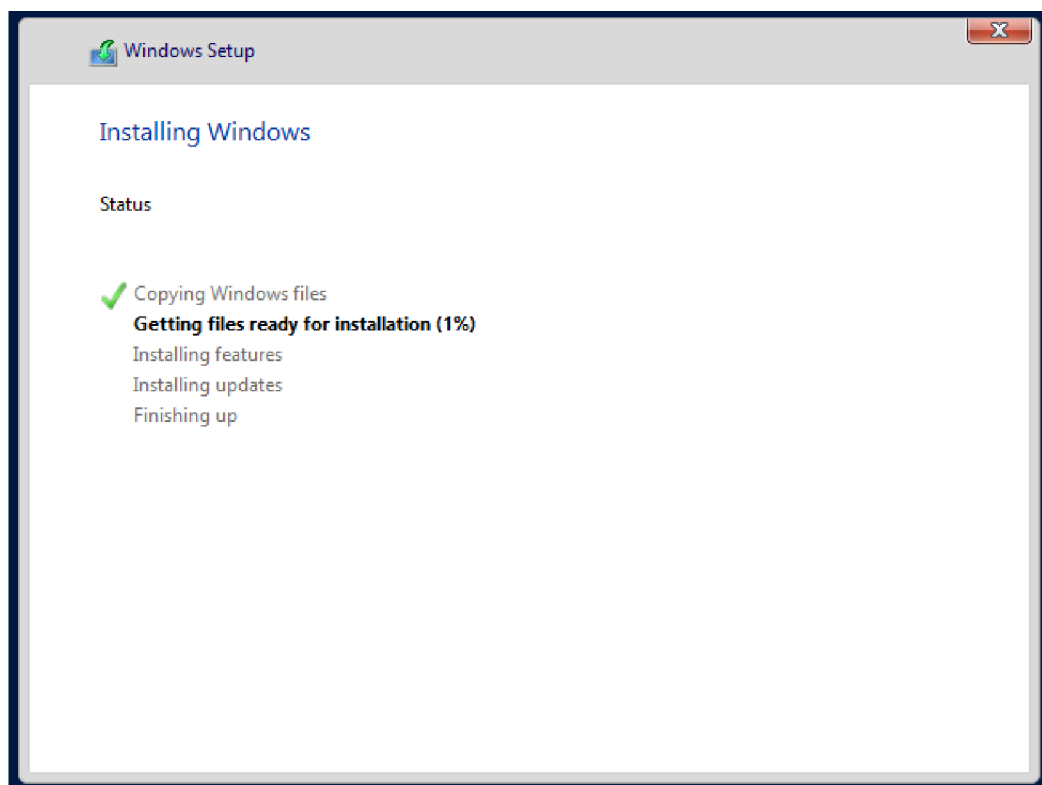 Windows Setup
Installing Windows
Status
Copying Windows files
Getting files ready for installation (1%)
Installing features
Installing updates
Finishing up